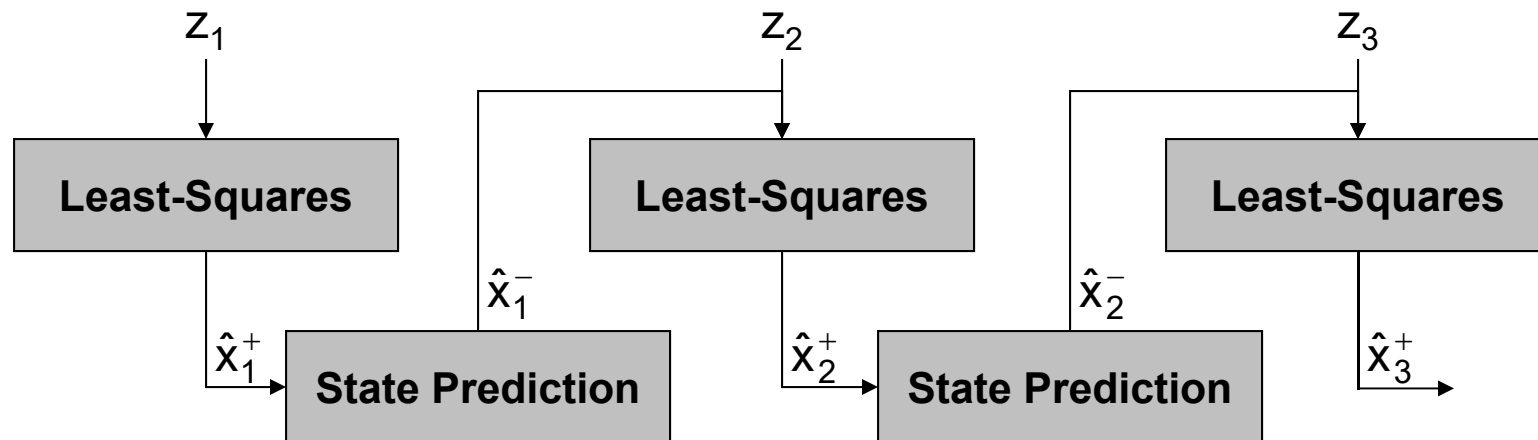 z₁ z₂ z₃
Least-Squares Least-Squares Least-Squares
x̂₁⁻ x̂₂⁻
x̂₁⁺ x̂₂⁺ x̂₃⁺
State Prediction State Prediction